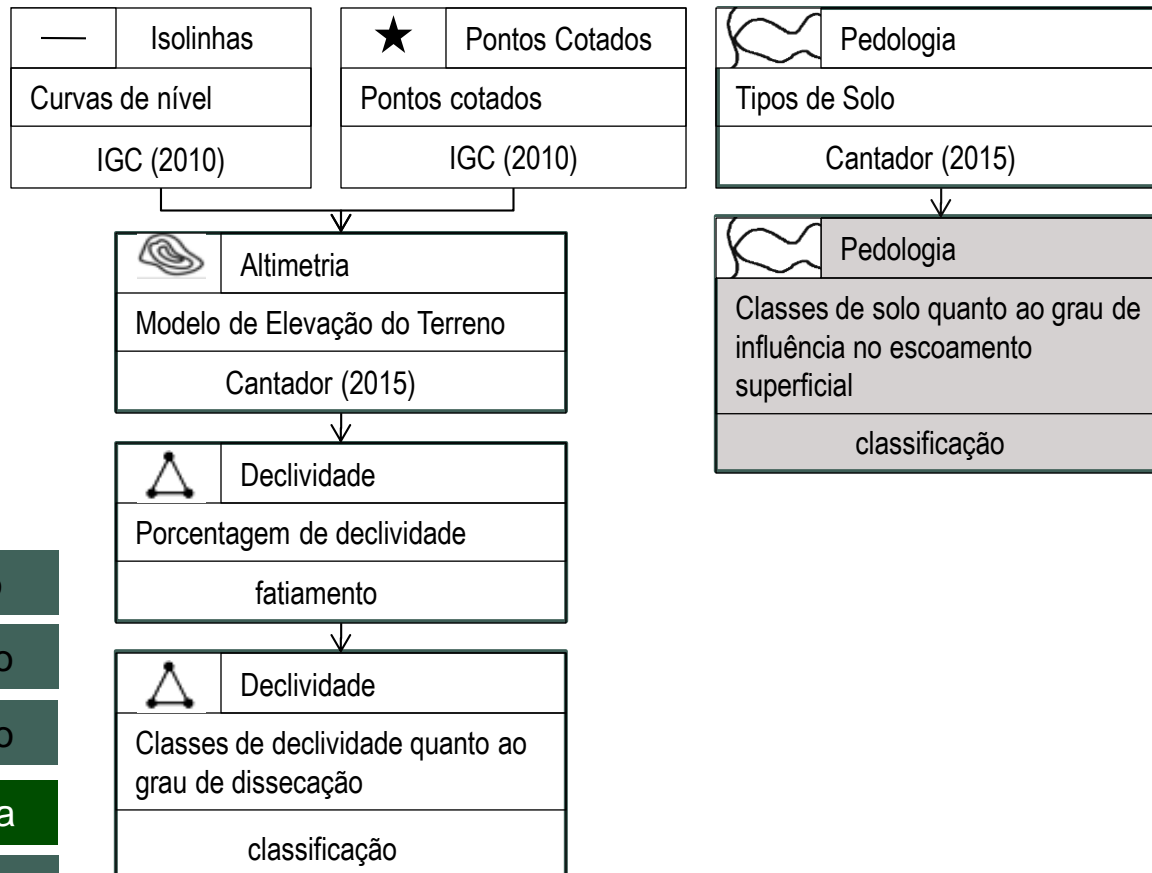 Isolinhas
Curvas de nível
IGC (2010)
Pontos Cotados
Pontos cotados
IGC (2010)
Pedologia
Tipos de Solo
Cantador (2015)
Altimetria
Modelo de Elevação do Terreno
Cantador (2015)
Pedologia
Classes de solo quanto ao grau de
influência no escoamento
superficial
classificação
Declividade
Porcentagem de declividade
fatiamento
Declividade
Classes de declividade quanto ao
grau de dissecação
classificação